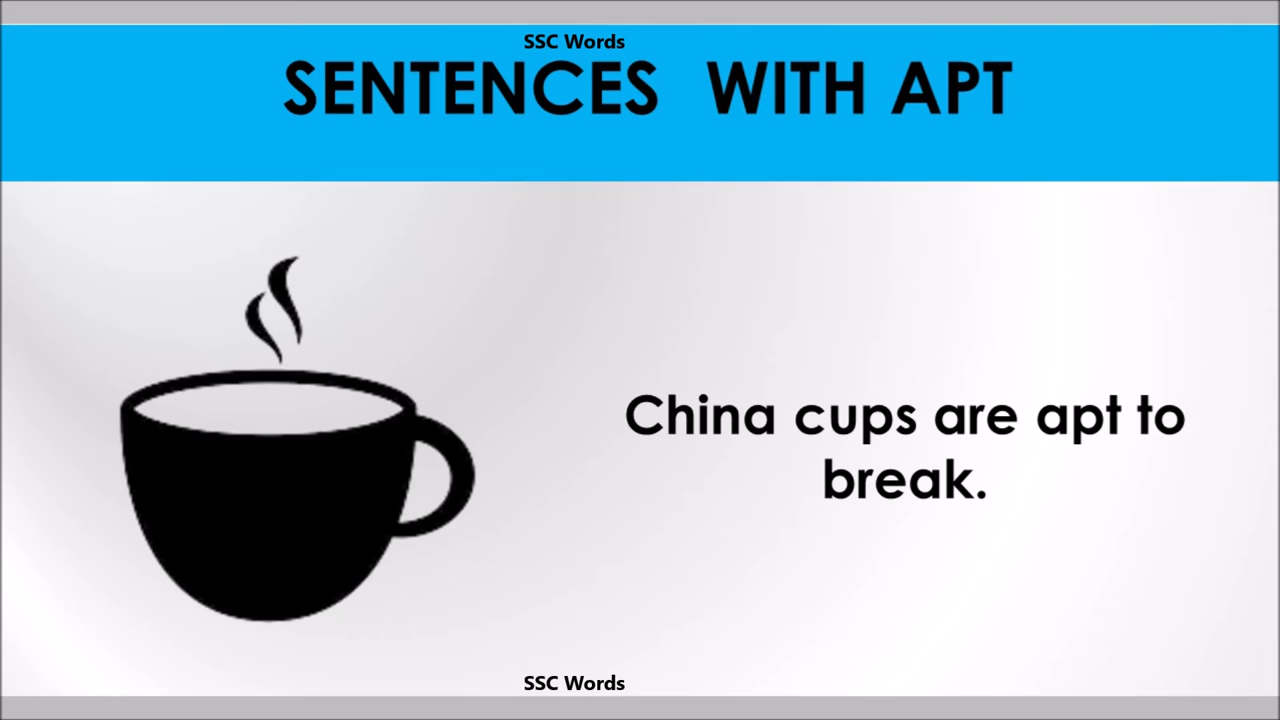 SSC Words
SENTENCES WITH APT
China cups are apt to
break.
SSC Words